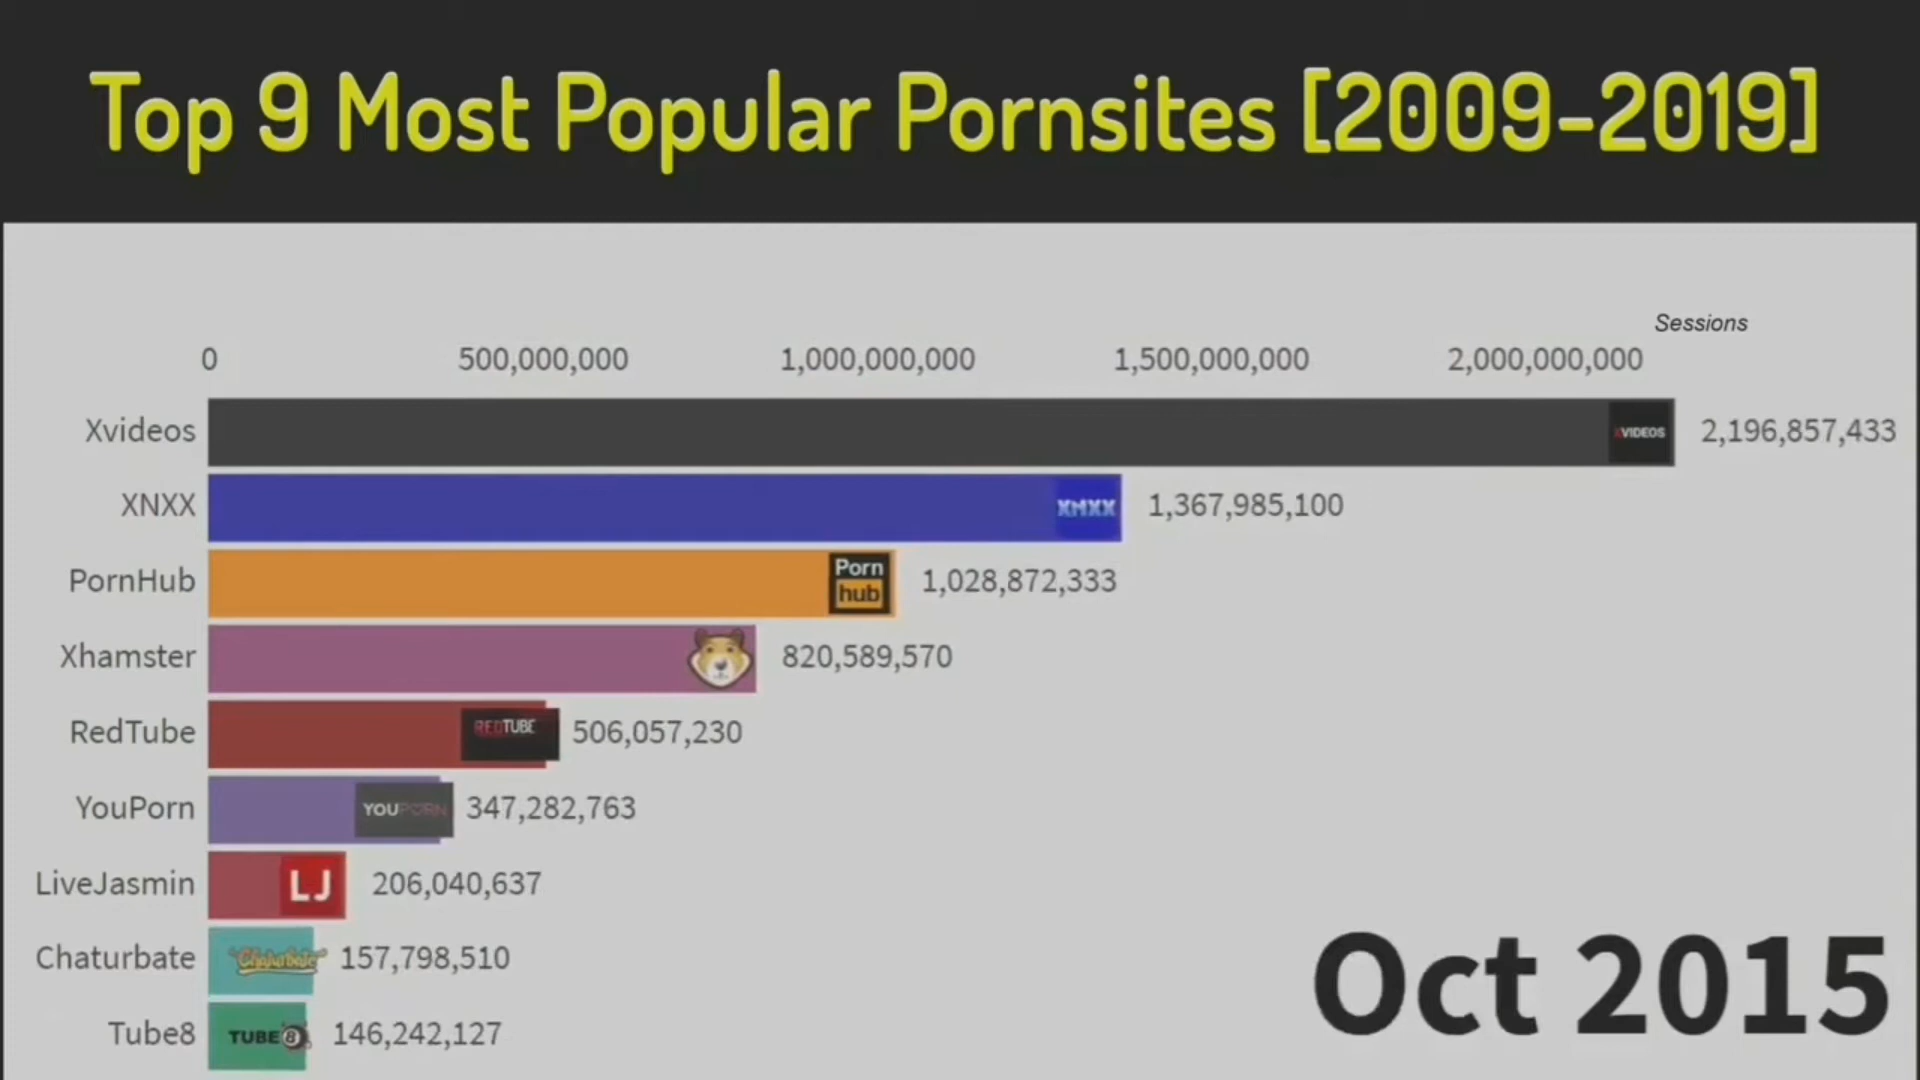 Top 9 Most Popular Pornsites [2009-2019]
Sessions
0 500,000,000 1,000,000,000 1,500,000,000 2,000,000,000
Xvideos XVIDEOS 2,196,857,433
XNXX XNXX 1,367,985,100
PornHub Porn hub 1,028,872,333
Xhamster 820,589,570
RedTube REDTUBE 506,057,230
YouPorn YOUPORN 347,282,763
LiveJasmin LJ 206,040,637
Chaturbate Chaturbate 157,798,510
Tube8 TUBE8 146,242,127
Oct 2015